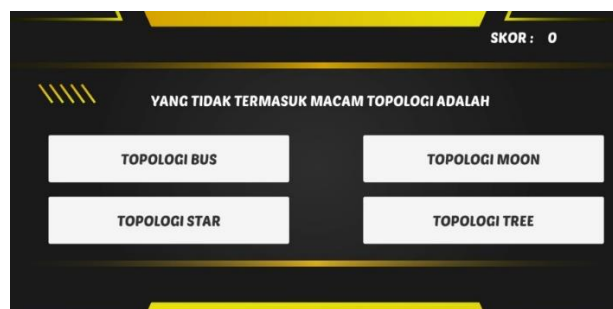 SKOR : 0
YANG TIDAK TERMASUK MACAM TOPOLOGI ADALAH
TOPOLOGI BUS
TOPOLOGI MOON
TOPOLOGI STAR
TOPOLOGI TREE